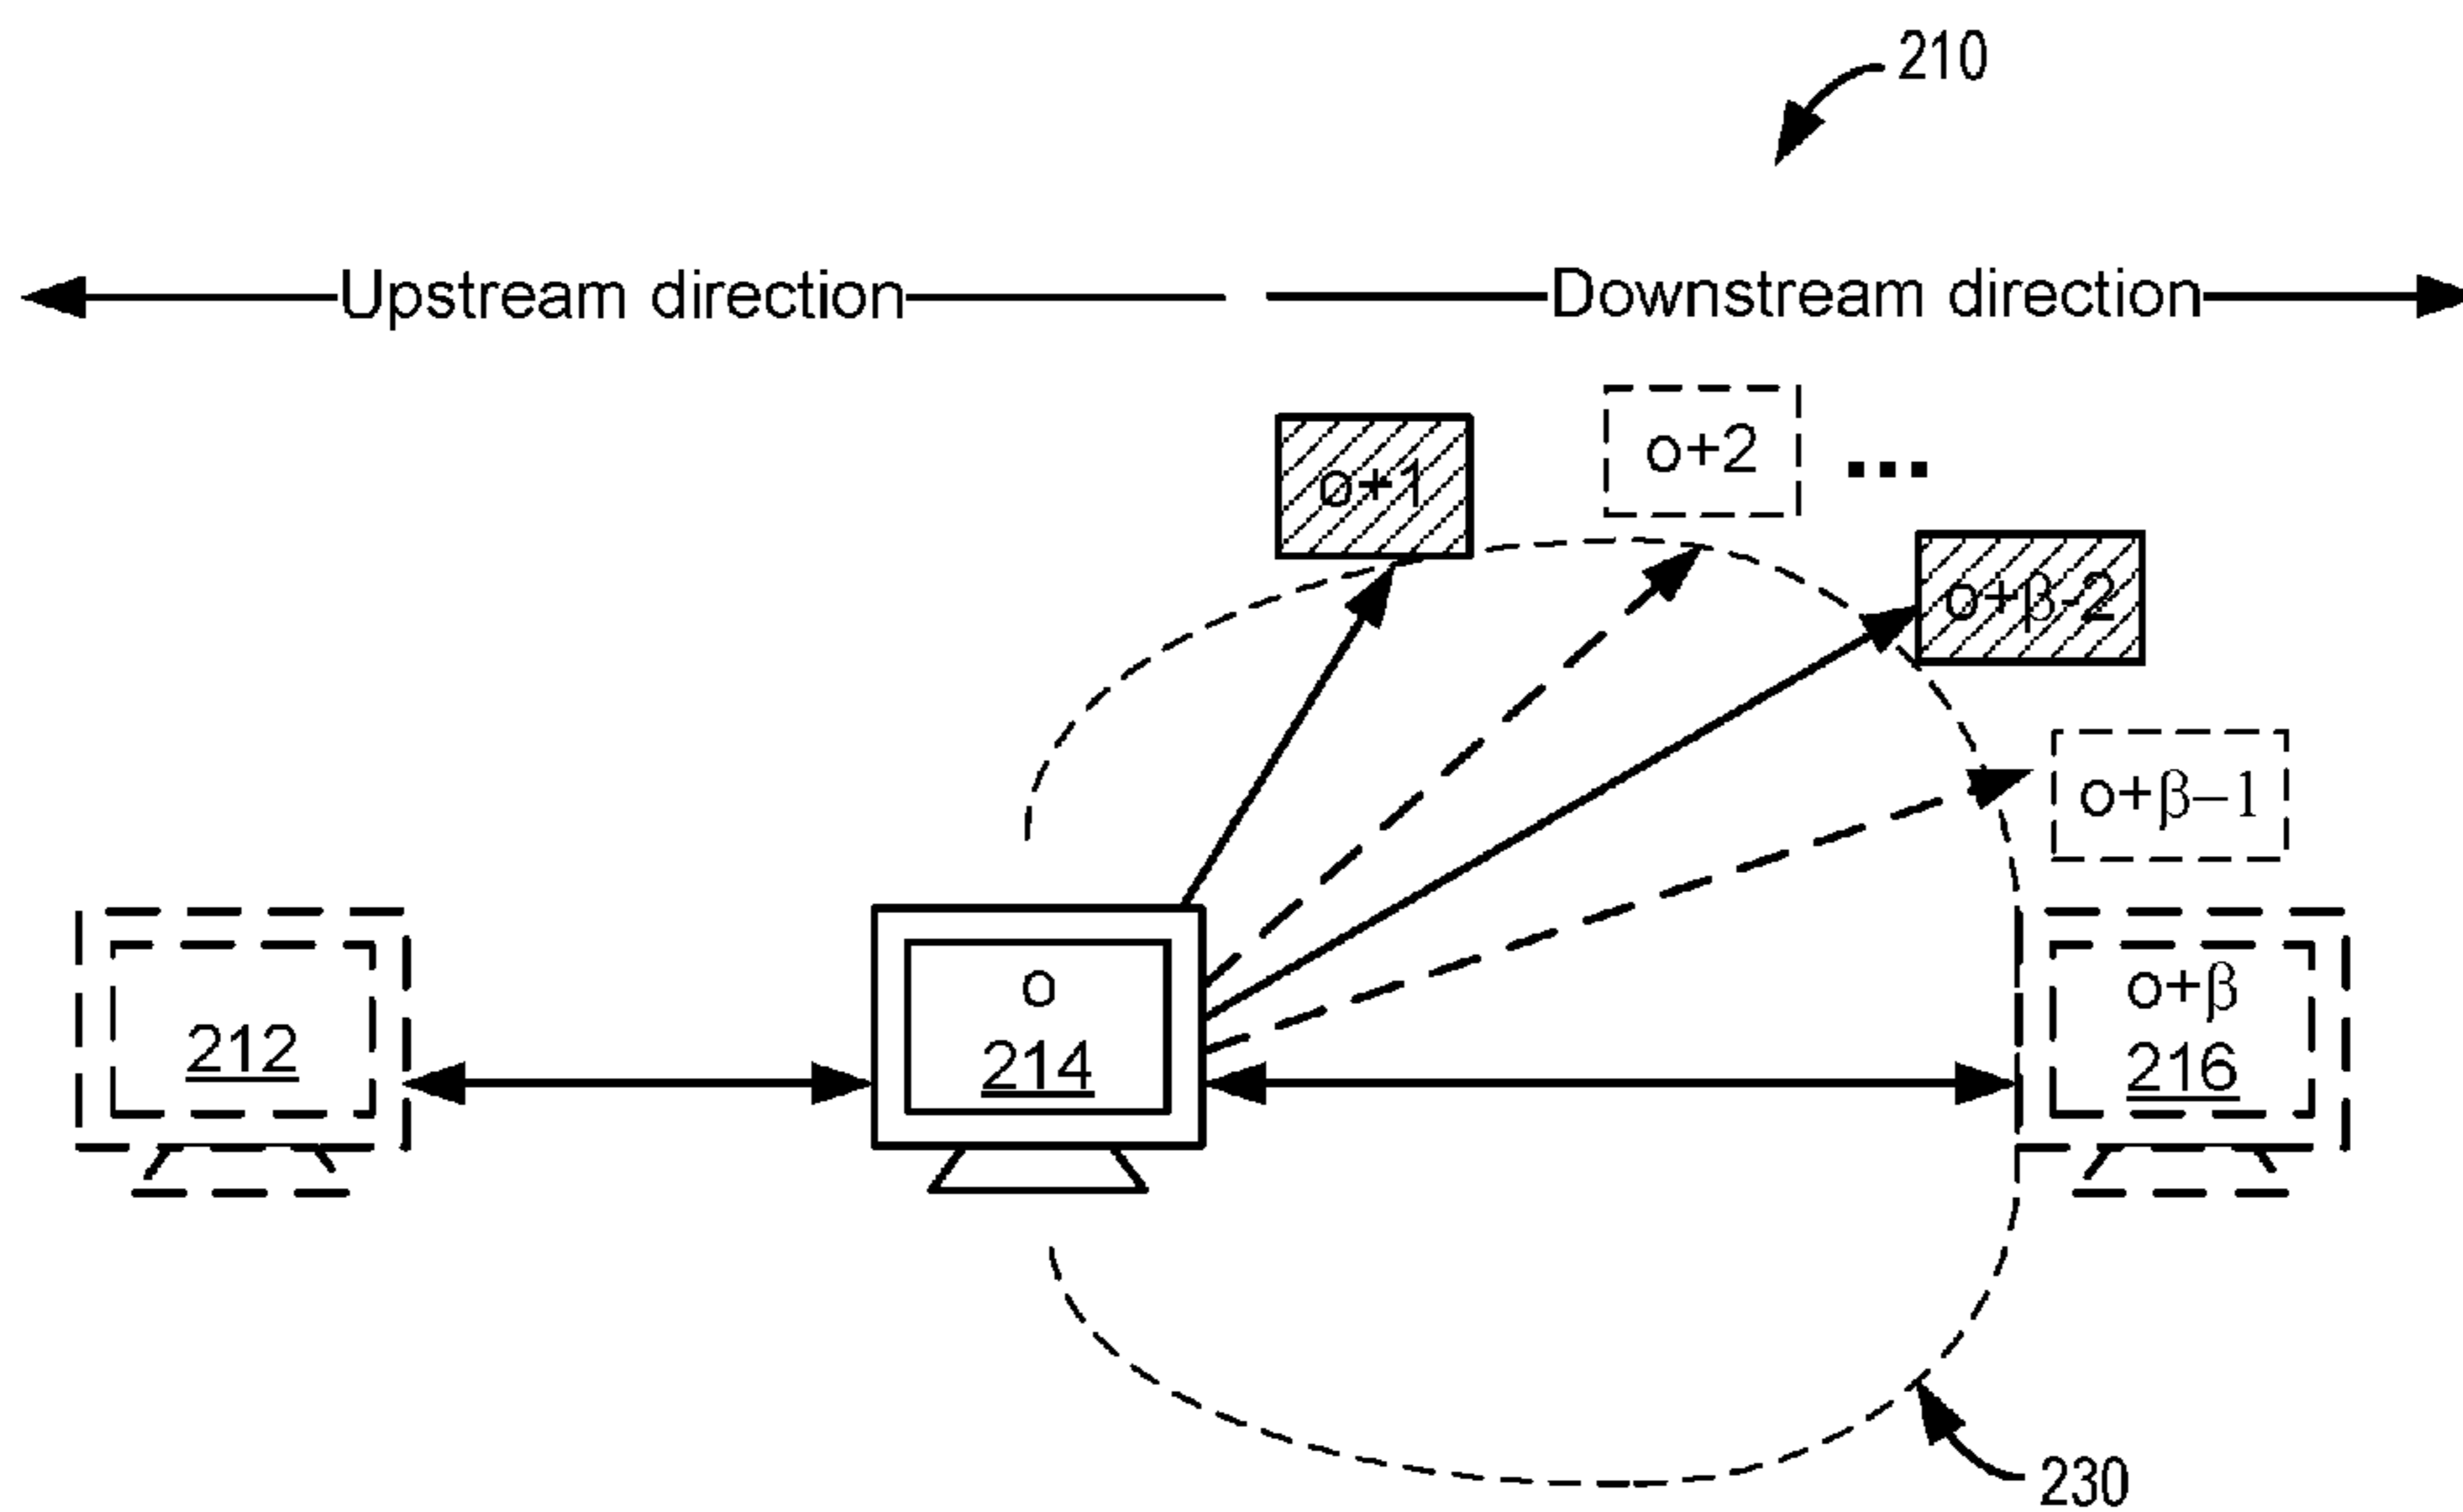 210
Upstream direction
Downstream direction
o+1
o+2
...
o+β-2
o+β–1
212
o
214
o+β
216
230